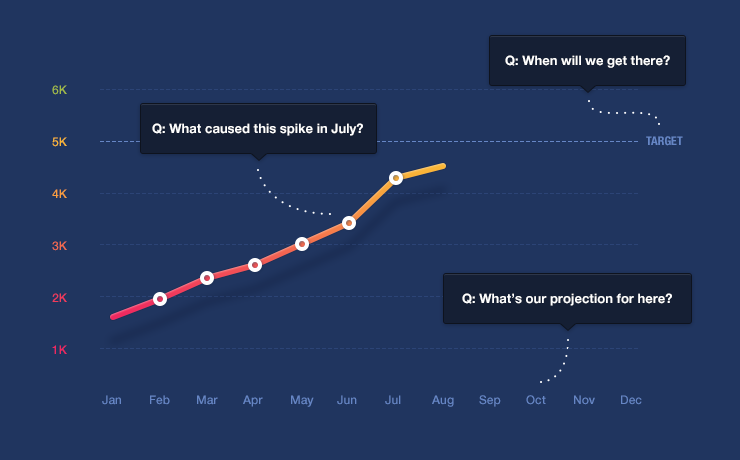 Q: When will we get there?
6K
Q: What caused this spike in July?
5K
TARGET
4K
3K
2K
Q: What's our projection for here?
1K
Jan Feb Mar Apr May Jun Jul Aug Sep Oct Nov Dec